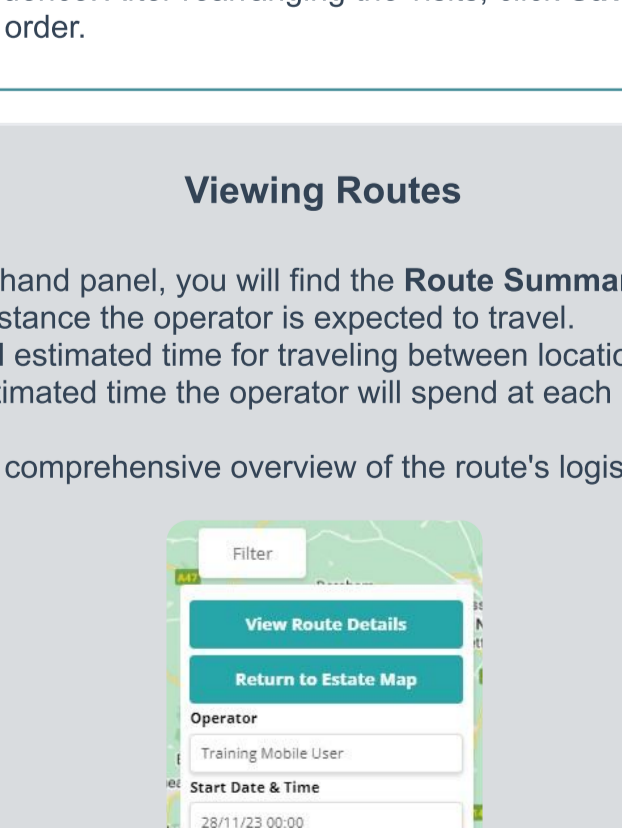 order.
Viewing Routes
hand panel, you will find the Route Summa
stance the operator is expected to travel.
estimated time for traveling between locatio
timated time the operator will spend at each
comprehensive overview of the route's logis
Filter
A47
View Route Details
Return to Estate Map
Operator
Training Mobile User
Start Date & Time
28/11/23 00:00